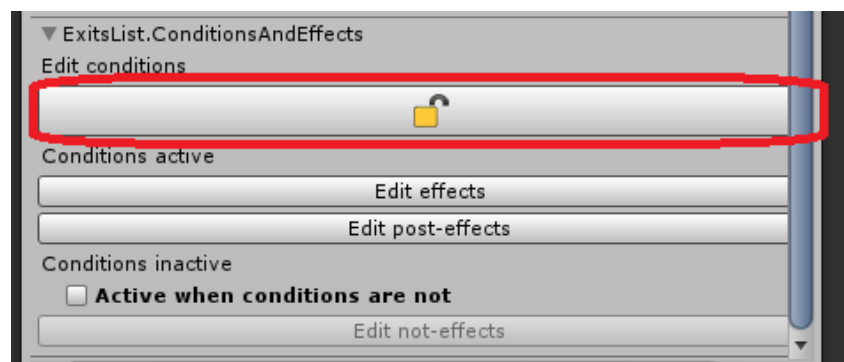 ExitsList.ConditionsAndEffects
Edit conditions
Conditions active
Edit effects
Edit post-effects
Conditions inactive
Active when conditions are not
Edit not-effects